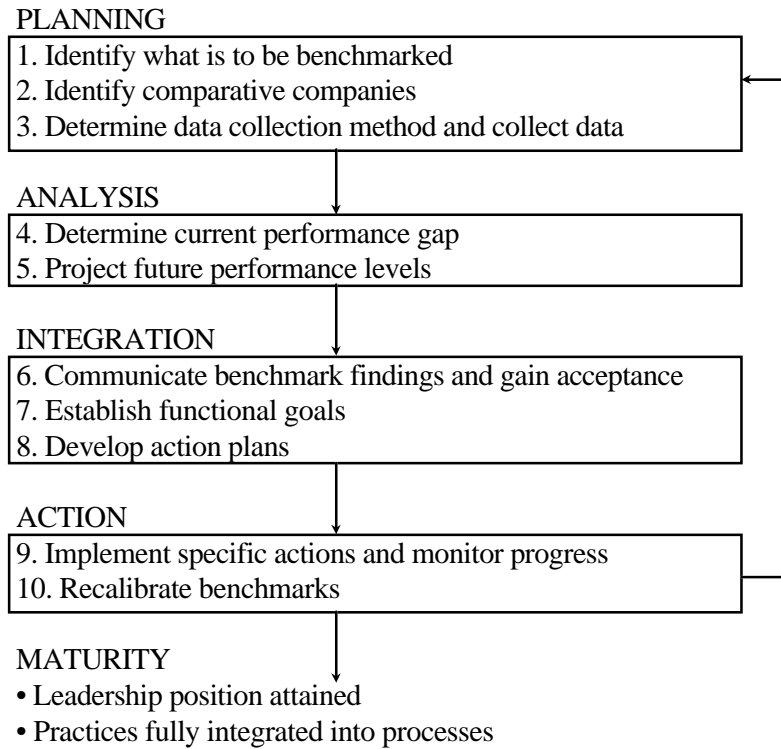 PLANNING
1. Identify what is to be benchmarked
2. Identify comparative companies
3. Determine data collection method and collect data
ANALYSIS
4. Determine current performance gap
5. Project future performance levels
INTEGRATION
6. Communicate benchmark findings and gain acceptance
7. Establish functional goals
8. Develop action plans
ACTION
9. Implement specific actions and monitor progress
10. Recalibrate benchmarks
MATURITY
• Leadership position attained
• Practices fully integrated into processes